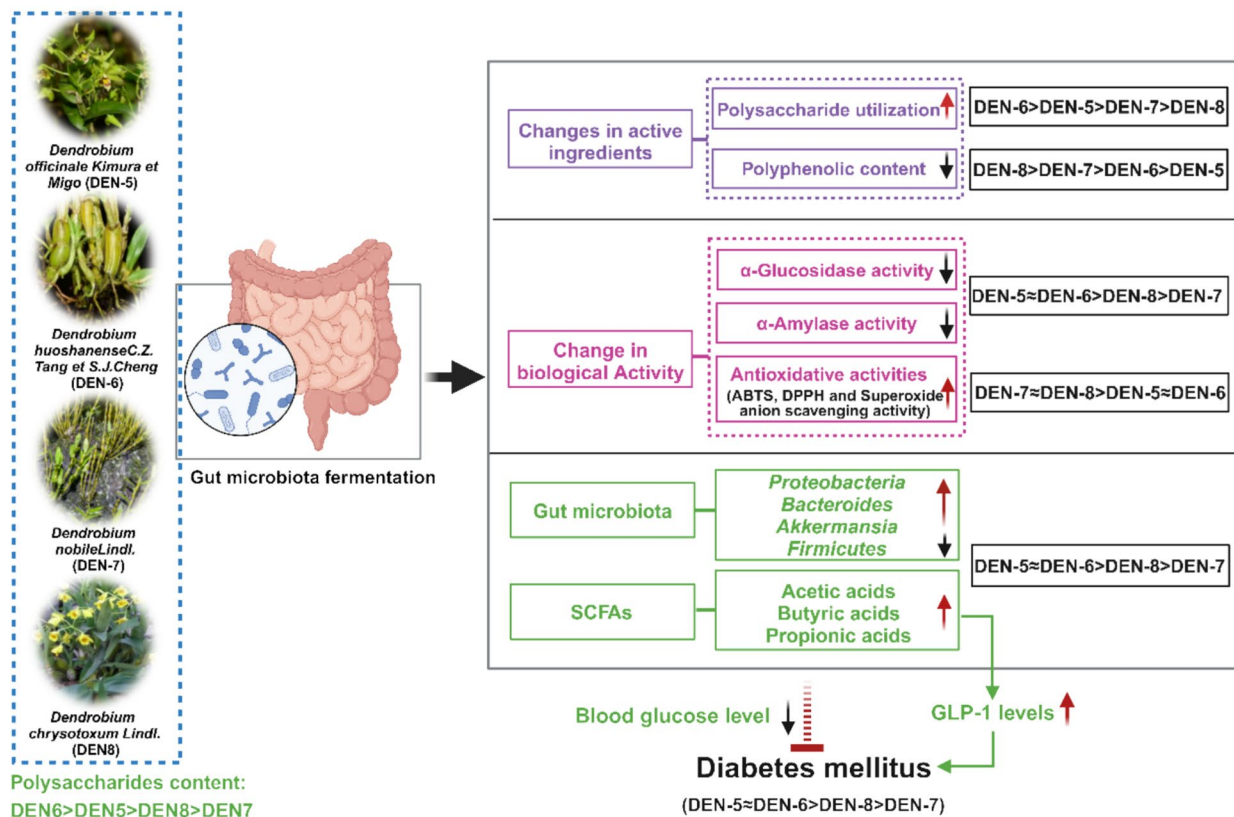 Dendrobium
officinale Kimura et
Migo (DEN-5)
Dendrobium
huoshanenseC.Z.
Tang et S.J.Cheng
(DEN-6)
Dendrobium
nobileLindl.
(DEN-7)
Dendrobium
chrysotoxum Lindl.
(DEN8)
Polysaccharides content:
DEN6>DEN5>DEN8>DEN7
Gut microbiota fermentation
Changes in active
ingredients
Polysaccharide utilization
DEN-6>DEN-5>DEN-7>DEN-8
Polyphenolic content
DEN-8>DEN-7>DEN-6>DEN-5
Change in
biological Activity
α-Glucosidase activity
α-Amylase activity
DEN-5≈DEN-6>DEN-8>DEN-7
Antioxidative activities
(ABTS, DPPH and Superoxide
anion scavenging activity)
DEN-7≈DEN-8>DEN-5≈DEN-6
Gut microbiota
Proteobacteria
Bacteroides
Akkermansia
Firmicutes
SCFAs
Acetic acids
Butyric acids
Propionic acids
DEN-5≈DEN-6>DEN-8>DEN-7
Blood glucose level
GLP-1 levels
Diabetes mellitus
(DEN-5≈DEN-6>DEN-8>DEN-7)